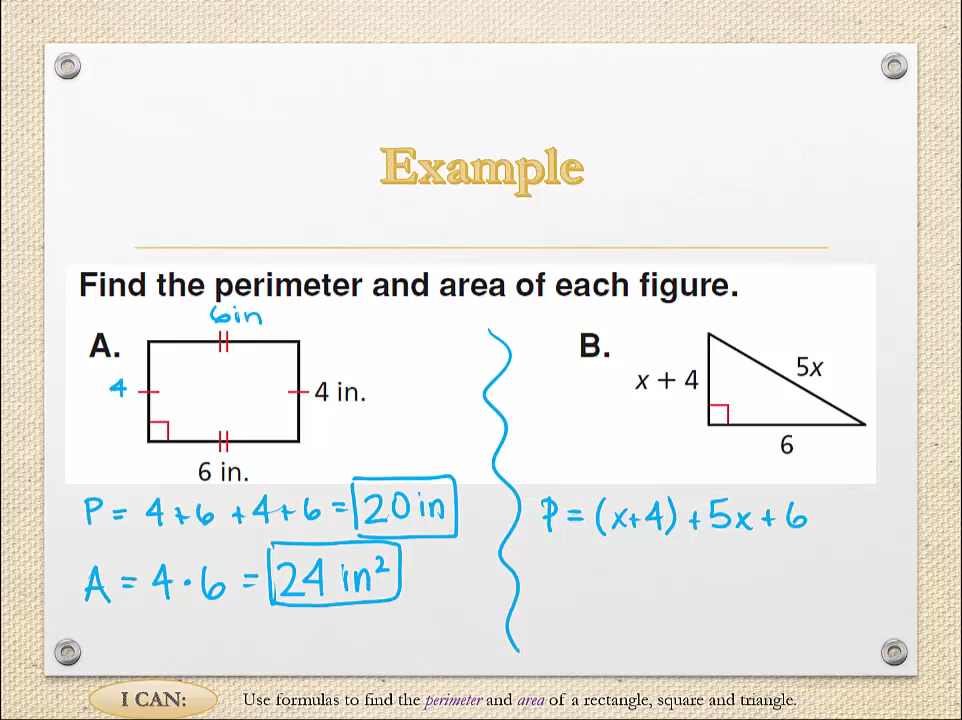 Example
Find the perimeter and area of each figure.
6in
A.
4
4 in.
6 in.
P = 4+6 +4+6 = 20 in
A = 4 · 6 = 24 in²
B.
x + 4
5x
6
P = (x+4) + 5x + 6
I CAN: Use formulas to find the perimeter and area of a rectangle, square and triangle.